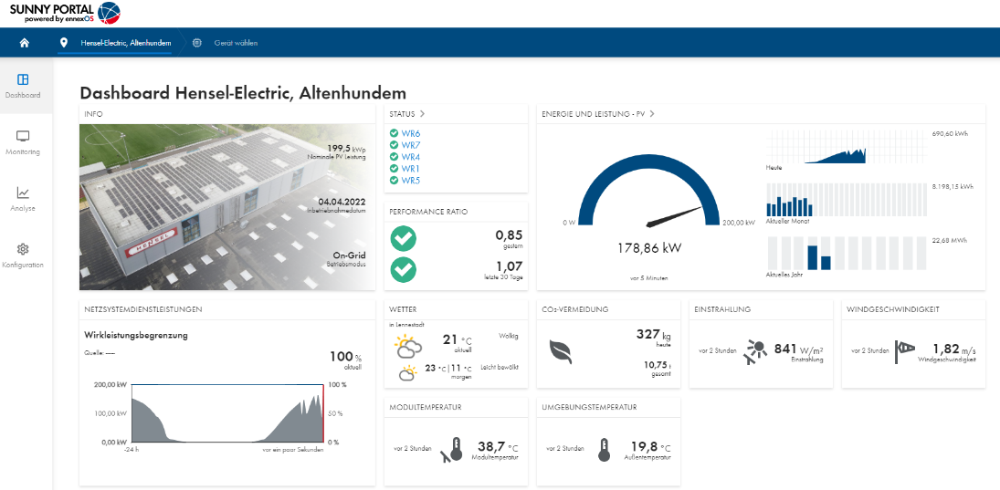 SUNNY PORTAL
powered by ennexOS
Hensel-Electric, Altenhundem
Gerät wählen
Dashboard
Monitoring
Analyse
Konfiguration
Dashboard Hensel-Electric, Altenhundem
INFO
199,5 kWp
Nominale PV Leistung
04.04.2022
Inbetriebnahmedatum
On-Grid
Betriebsmodus
HENSEL
STATUS
WR6
WR7
WR4
WR1
WR5
PERFORMANCE RATIO
0,85
gestern
1,07
letzte 30 Tage
ENERGIE UND LEISTUNG - PV
0 W
200,00 kW
178,86 kW
vor 5 Minuten
690,60 kWh
Heute
8.198,15 kWh
Aktueller Monat
22,68 MWh
Aktuelles Jahr
NETZSYSTEMDIENSTLEISTUNGEN
Wirkleistungsbegrenzung
Quelle: ----
100 %
aktuell
200,00 kW
100 %
100,00 kW
50 %
0,00 kW
0 %
-24 h
vor ein paar Sekunden
WETTER
in Lennestadt
21 °C
aktuell
Wolkig
23 °C|11 °C
morgen
Leicht bewölkt
CO₂-VERMEIDUNG
327 kg
heute
10,75 t
gesamt
EINSTRAHLUNG
vor 2 Stunden
841 W/m²
Einstrahlung
WINDGESCHWINDIGKEIT
vor 2 Stunden
1,82 m/s
Windgeschwindigkeit
MODULTEMPERATUR
vor 2 Stunden
38,7 °C
Modultemperatur
UMGEBUNGSTEMPERATUR
vor 2 Stunden
19,8 °C
Außentemperatur